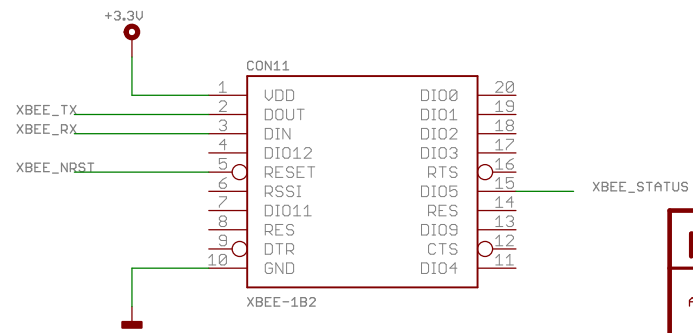 +3.3V
CON11
1 VDD DIO0 20
XBEE_TX 2 DOUT DIO1 19
XBEE_RX 3 DIN DIO2 18
4 DIO12 DIO3 17
XBEE_NRST 5 RESET RTS 16
6 RSSI DIO5 15 XBEE_STATUS
7 DIO11 RES 14
8 RES DIO9 13
9 DTR CTS 12
10 GND DIO4 11
XBEE-1B2